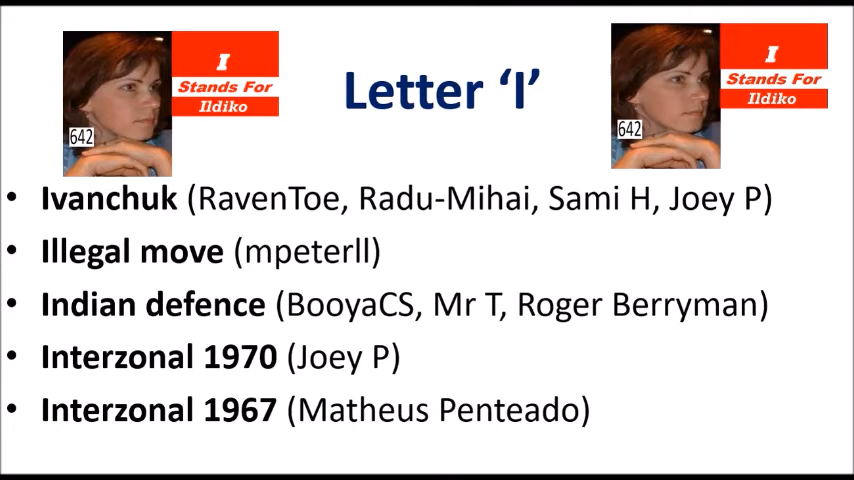 I
Stands For
Ildiko
642
Letter ‘I’
I
Stands For
Ildiko
642
• Ivanchuk (RavenToe, Radu-Mihai, Sami H, Joey P)
• Illegal move (mpeterll)
• Indian defence (BooyaCS, Mr T, Roger Berryman)
• Interzonal 1970 (Joey P)
• Interzonal 1967 (Matheus Penteado)